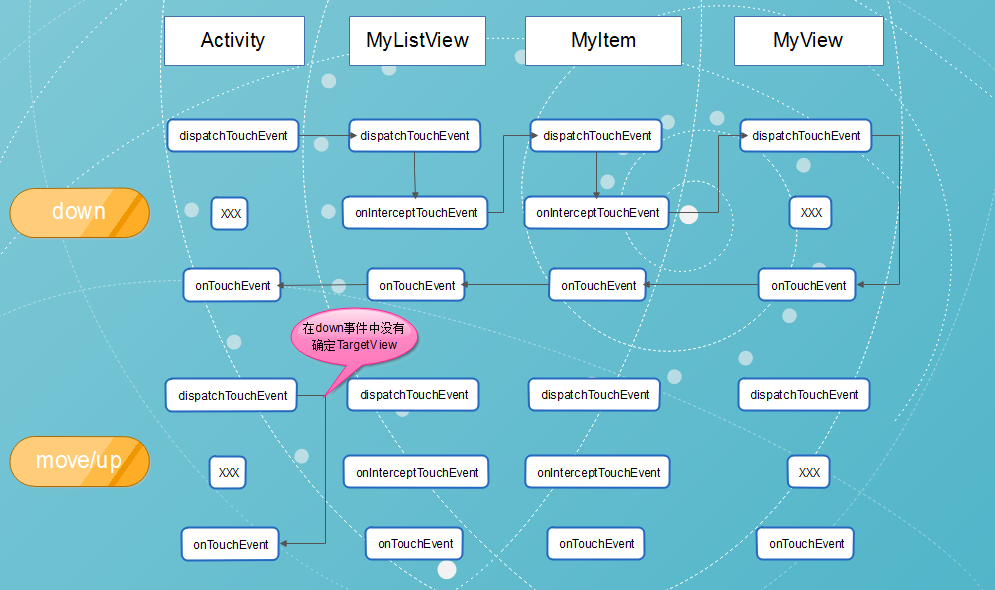 Activity
MyListView
MyItem
MyView
dispatchTouchEvent
dispatchTouchEvent
dispatchTouchEvent
dispatchTouchEvent
down
XXX
onInterceptTouchEvent
onInterceptTouchEvent
XXX
onTouchEvent
onTouchEvent
onTouchEvent
onTouchEvent
在down事件中没有
确定TargetView
dispatchTouchEvent
dispatchTouchEvent
dispatchTouchEvent
dispatchTouchEvent
move/up
XXX
onInterceptTouchEvent
onInterceptTouchEvent
XXX
onTouchEvent
onTouchEvent
onTouchEvent
onTouchEvent